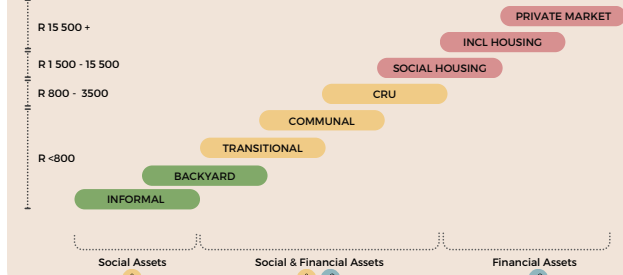 PRIVATE MARKET
R 15 500 +
INCL HOUSING
R 1 500 - 15 500
SOCIAL HOUSING
R 800 - 3500
CRU
COMMUNAL
TRANSITIONAL
R <800
BACKYARD
INFORMAL
Social Assets
Social & Financial Assets
Financial Assets